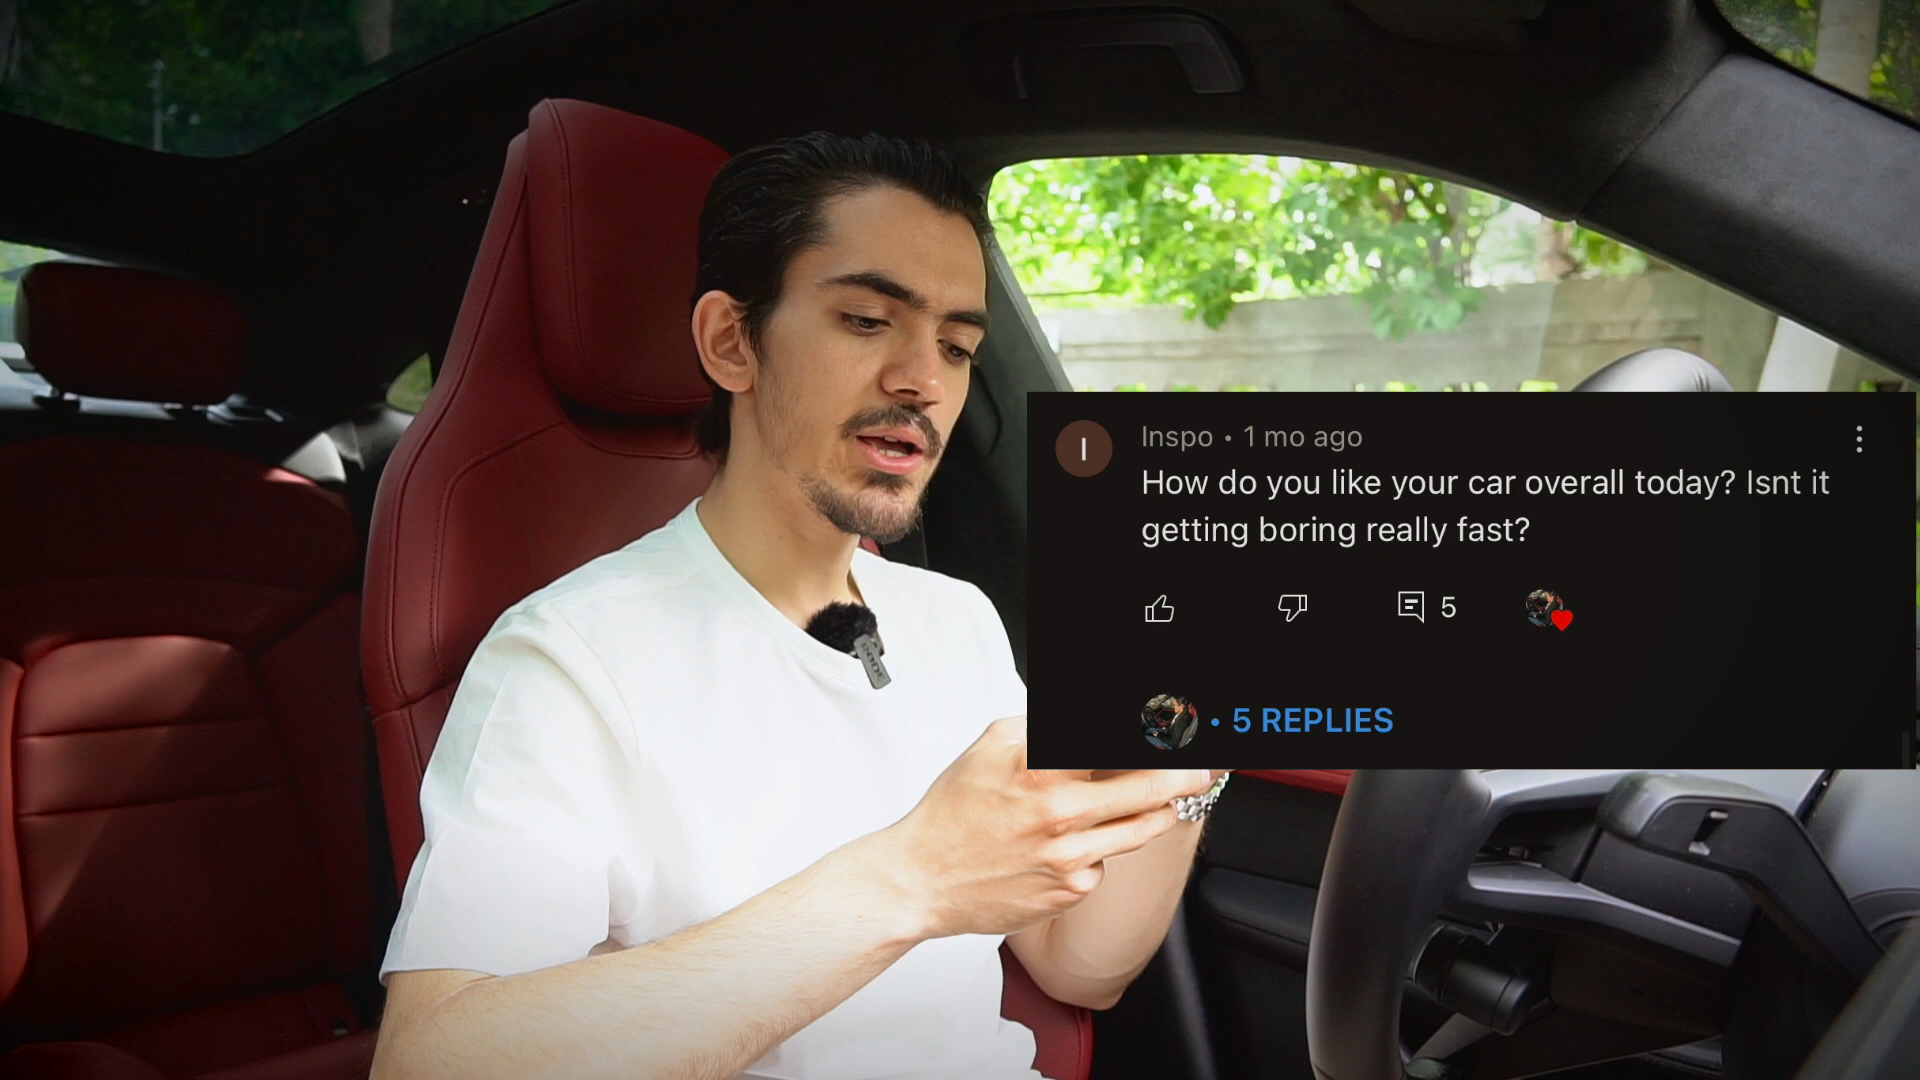 I
Inspo • 1 mo ago
How do you like your car overall today? Isnt it
getting boring really fast?
5
• 5 REPLIES
RØDE